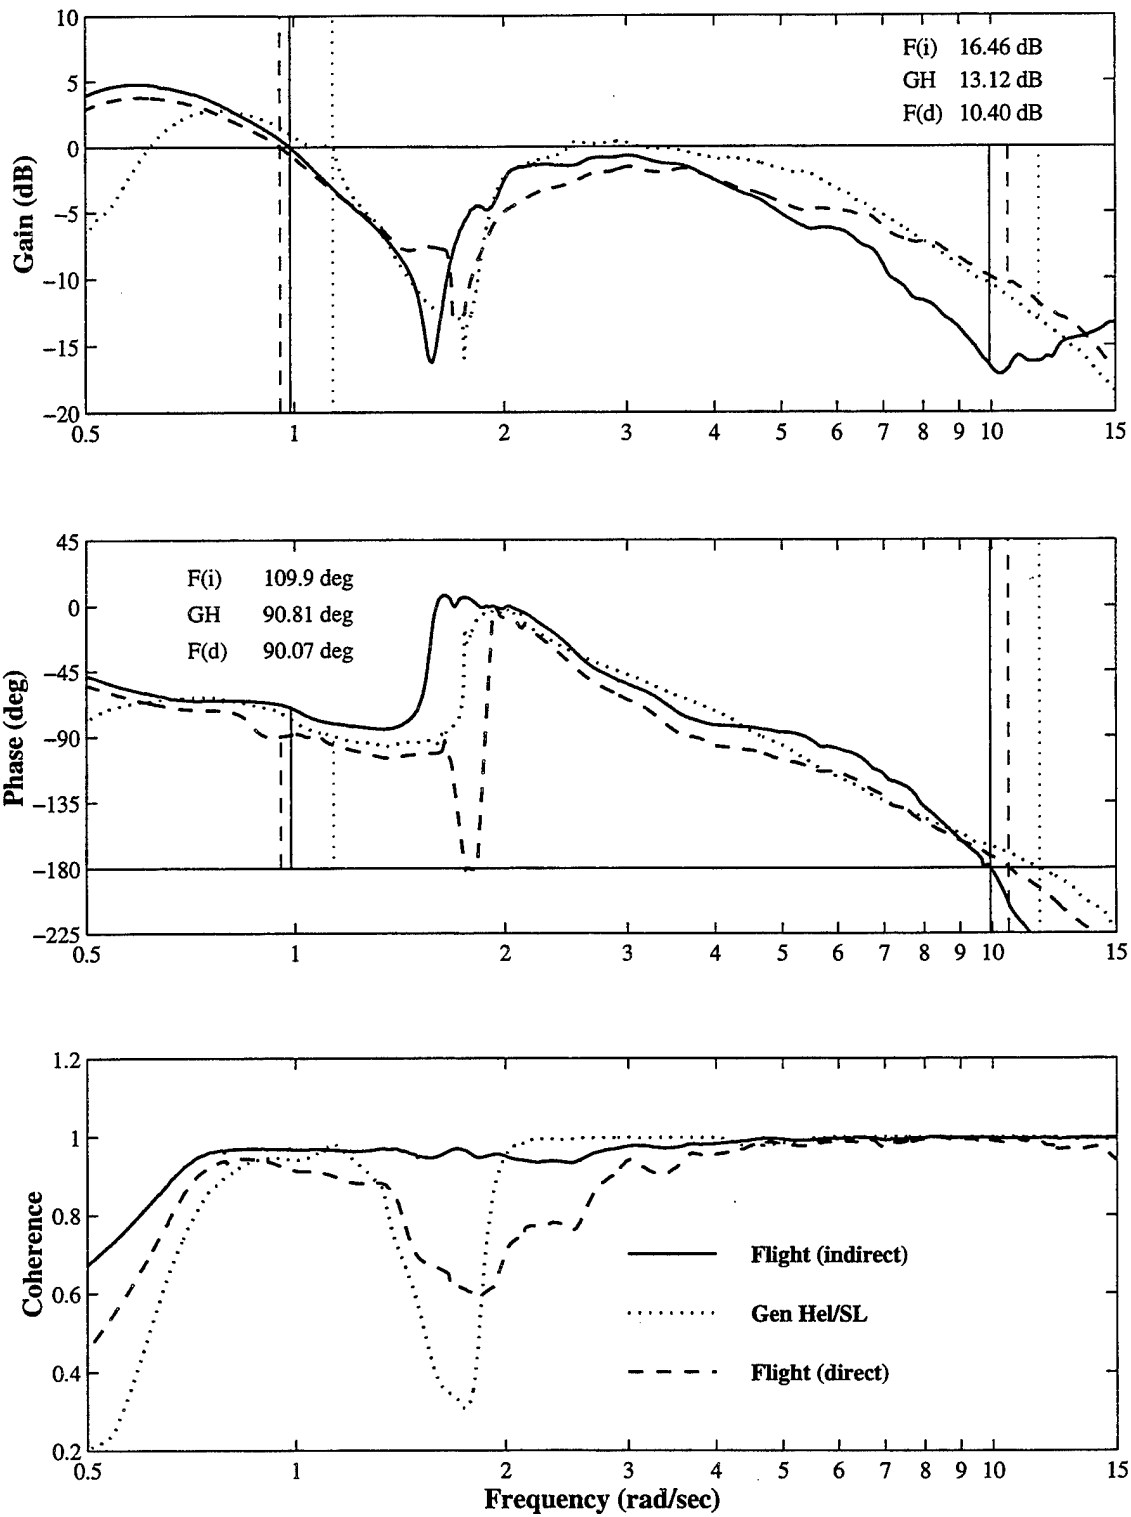 10
5
0
−5
−10
−15
−20
Gain (dB)
F(i) 16.46 dB
GH 13.12 dB
F(d) 10.40 dB
0.5 1 2 3 4 5 6 7 8 9 10 15
45
0
−45
−90
−135
−180
−225
Phase (deg)
F(i) 109.9 deg
GH 90.81 deg
F(d) 90.07 deg
0.5 1 2 3 4 5 6 7 8 9 10 15
1.2
1
0.8
0.6
0.4
0.2
Coherence
Flight (indirect)
Gen Hel/SL
Flight (direct)
0.5 1 2 3 4 5 6 7 8 9 10 15
Frequency (rad/sec)